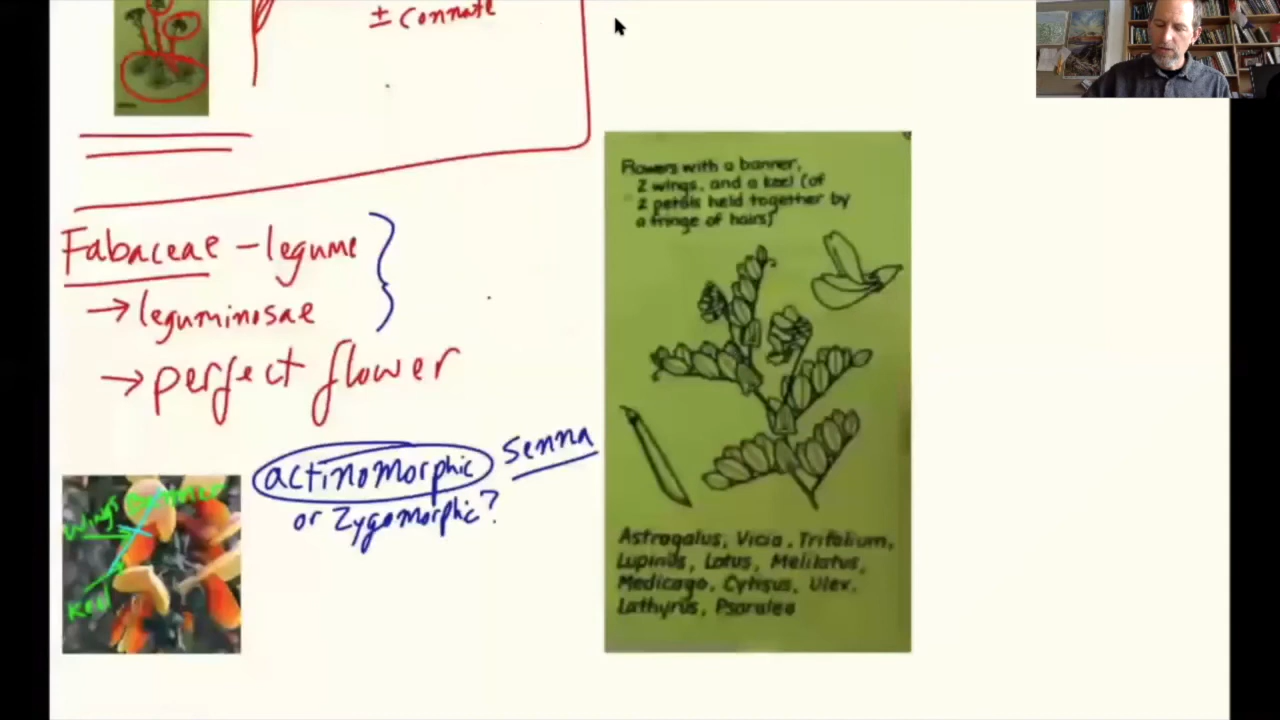 ± connate
Fabaceae - legume
→ leguminosae
→ perfect flower
actinomorphic
senna
or zygomorphic?
wings Banner
Keel
Flowers with a banner,
2 wings, and a keel (of
2 petals held together by
a fringe of hairs)
Astragalus, Vicia, Trifolium,
Lupinus, Lotus, Melilotus,
Medicago, Cytisus, Ulex,
Lathyrus, Psoralea